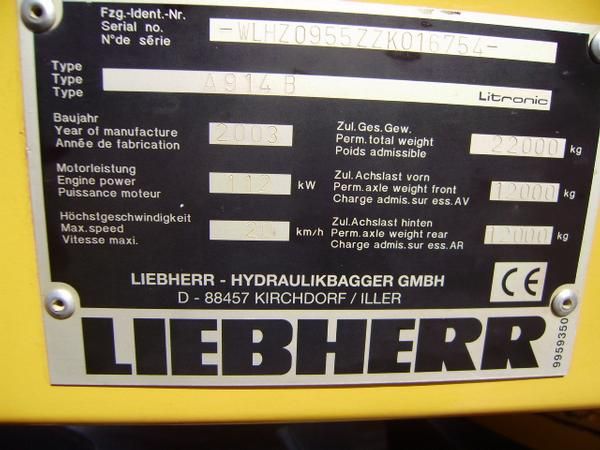 Fzg.-Ident.-Nr.
Serial no.
N°de série
-WLHZ0955ZZK016754-
Type
Type
Type
A914 B
Litronic
Baujahr
Year of manufacture
Année de fabrication
2003
Zul.Ges.Gew.
Perm.total weight
Poids admissible
22000 kg
Motorleistung
Engine power
Puissance moteur
112 kW
Zul.Achslast vorn
Perm.axle weight front
Charge admis.sur ess.AV
12000 kg
Höchstgeschwindigkeit
Max.speed
Vitesse maxi.
km/h
Zul.Achslast hinten
Perm.axle weight rear
Charge admis.sur ess.AR
12000 kg
LIEBHERR - HYDRAULIKBAGGER GMBH
D - 88457 KIRCHDORF / ILLER
CE
LIEBHERR
9959350